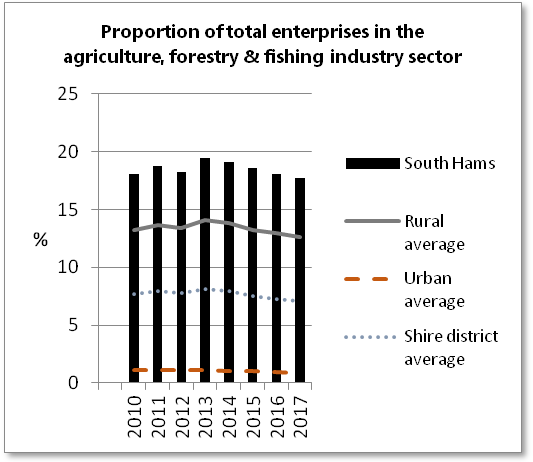 Proportion of total enterprises in the
agriculture, forestry & fishing industry sector
25
20
15
10
5
0
%
2010
2011
2012
2013
2014
2015
2016
2017
South Hams
Rural
average
Urban
average
Shire district
average